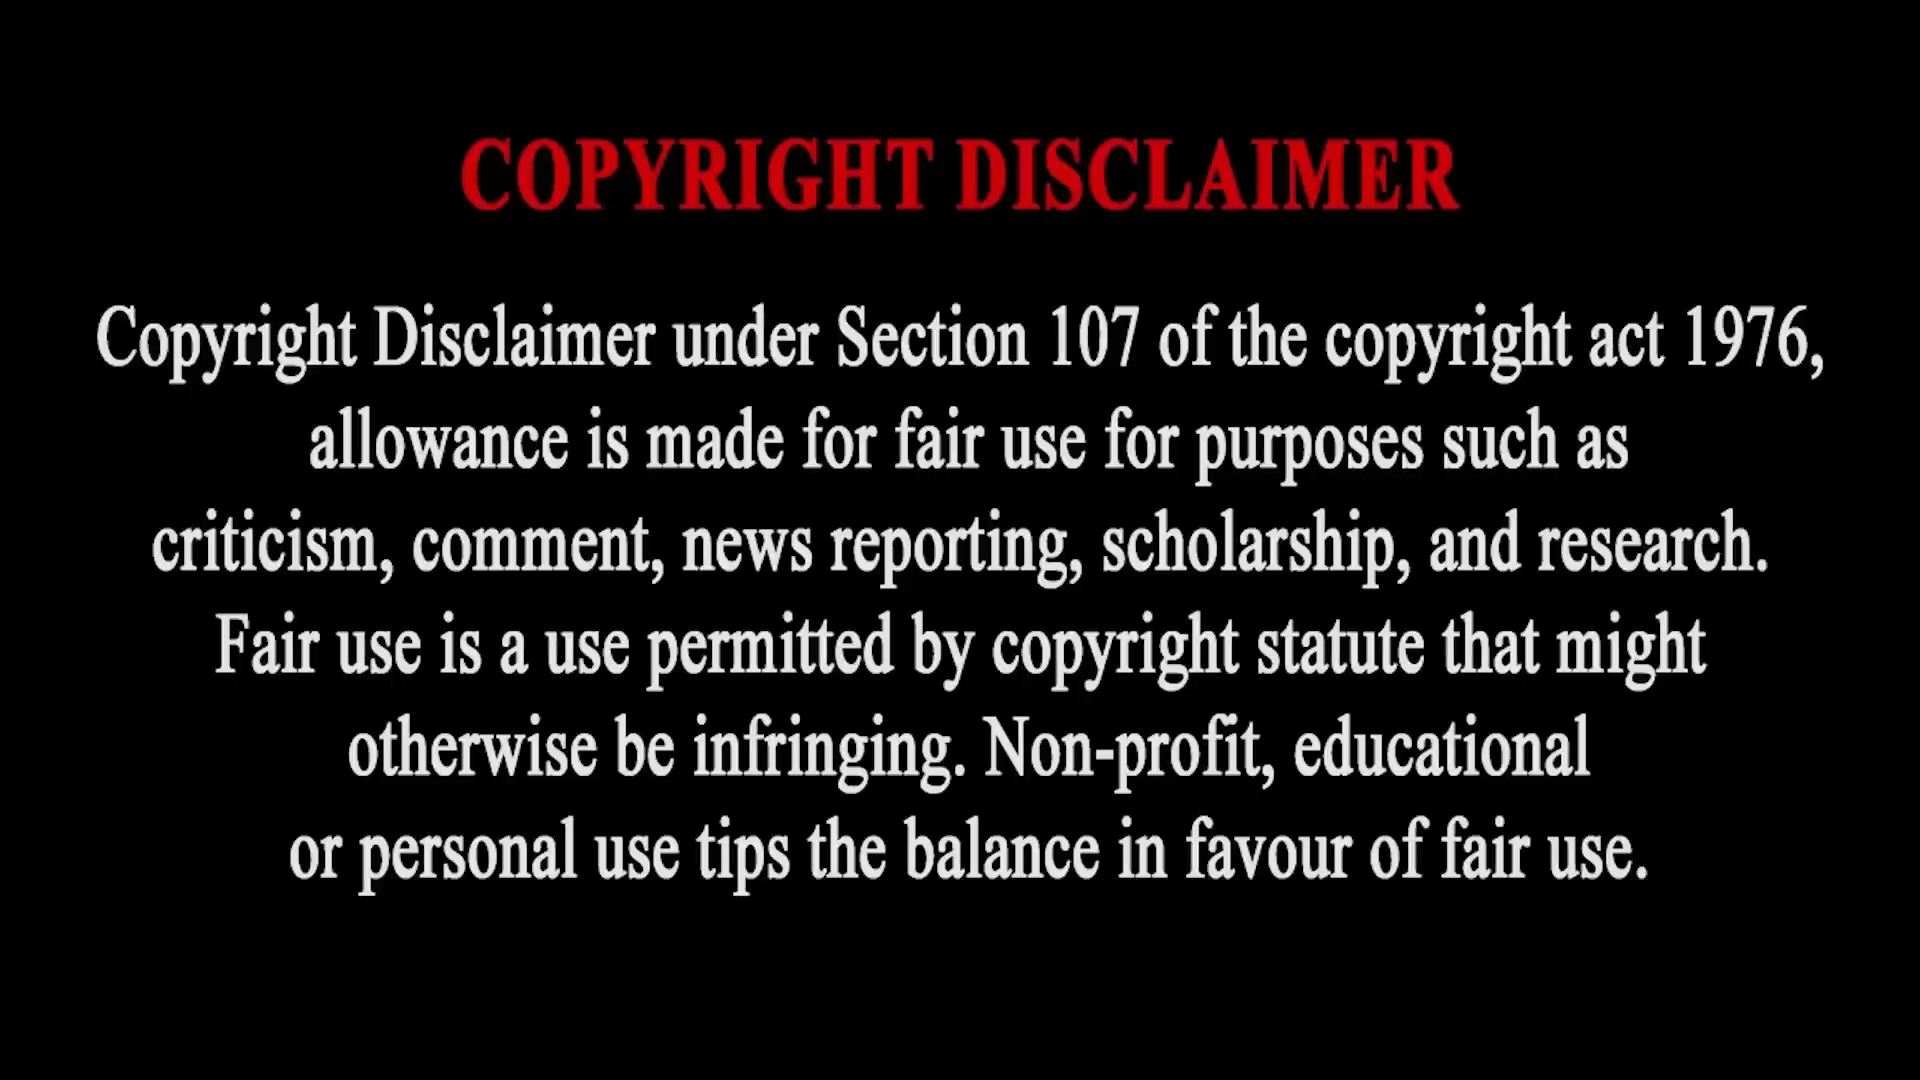 COPYRIGHT DISCLAIMER
Copyright Disclaimer under Section 107 of the copyright act 1976,
allowance is made for fair use for purposes such as
criticism, comment, news reporting, scholarship, and research.
Fair use is a use permitted by copyright statute that might
otherwise be infringing. Non-profit, educational
or personal use tips the balance in favour of fair use.